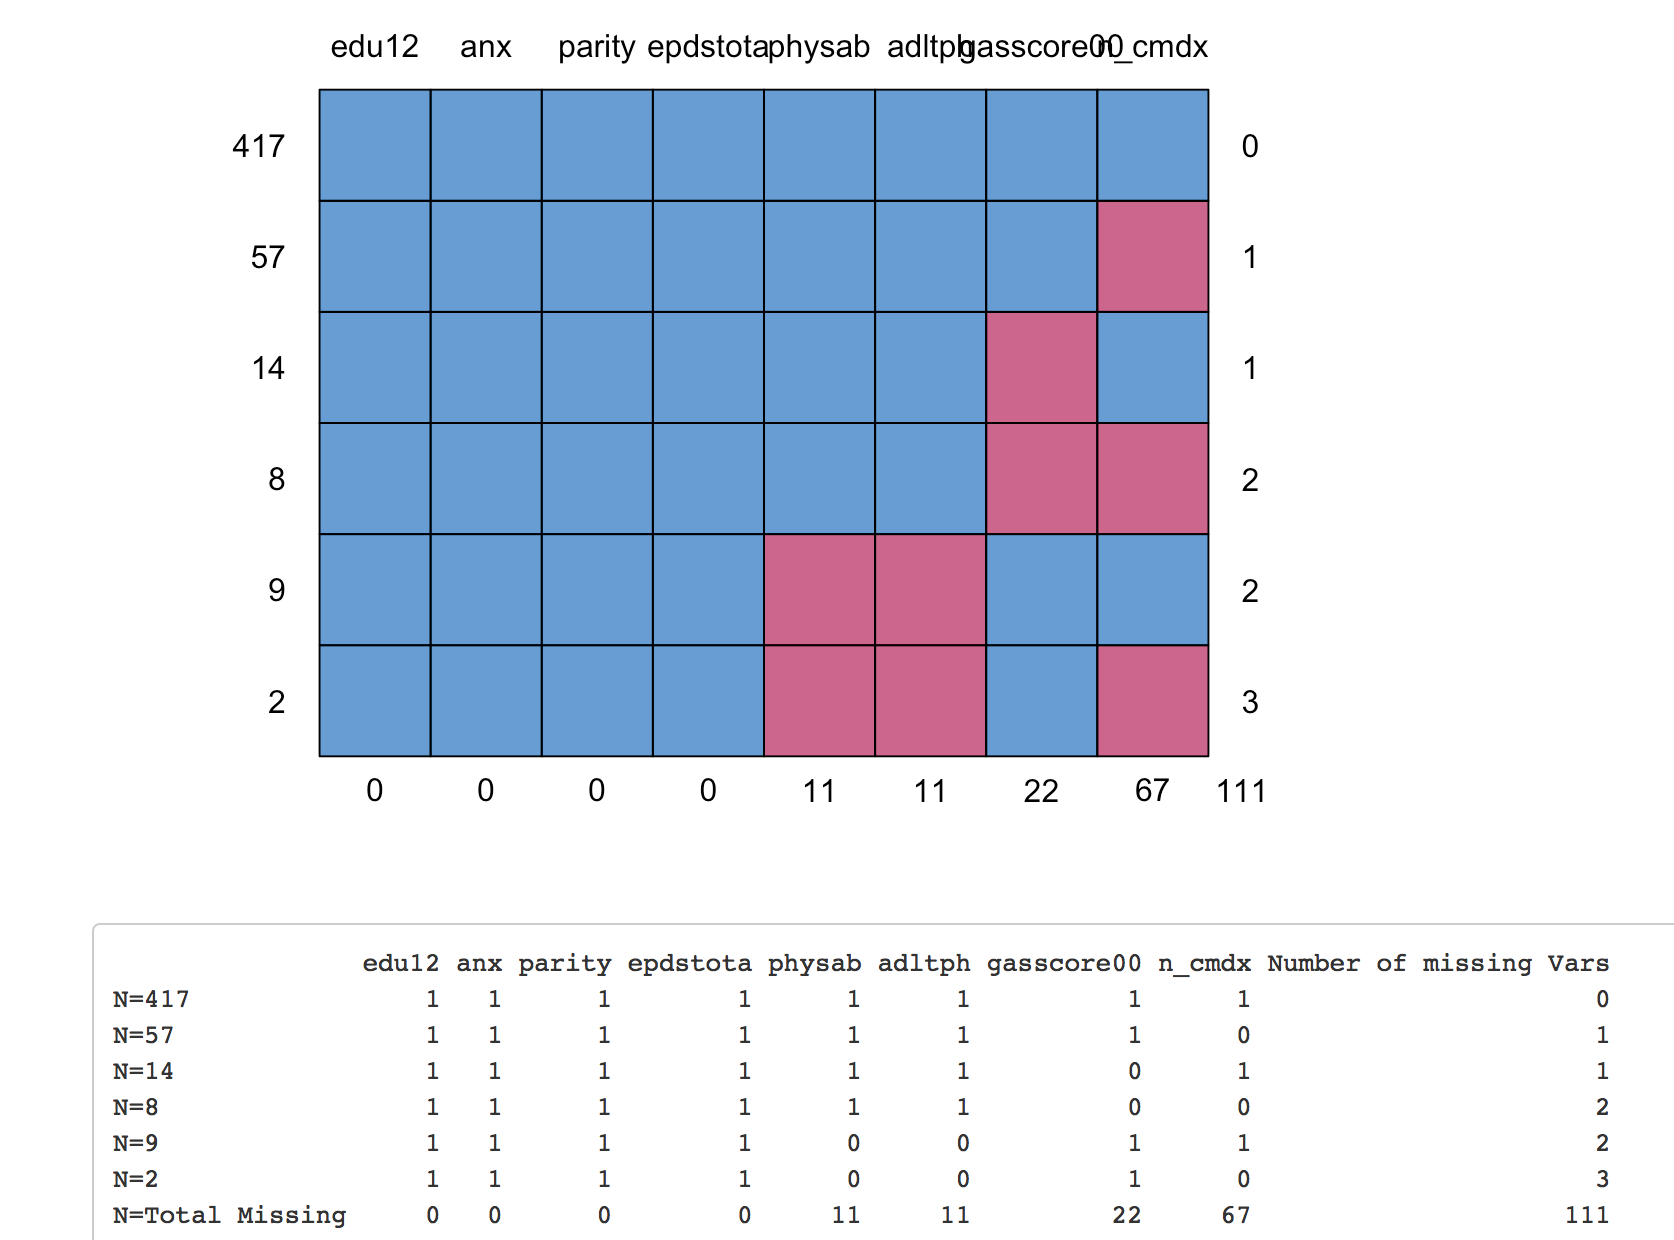 edu12 anx parity epdstota physab adltph gasscore00 n_cmdx
417 0
57 1
14 1
8 2
9 2
2 3
0 0 0 0 11 11 22 67 111
edu12 anx parity epdstota physab adltph gasscore00 n_cmdx Number of missing Vars
N=417 1 1 1 1 1 1 1 1 0
N=57 1 1 1 1 1 1 1 0 1
N=14 1 1 1 1 1 1 0 1 1
N=8 1 1 1 1 1 1 0 0 2
N=9 1 1 1 1 0 0 1 1 2
N=2 1 1 1 1 0 0 1 0 3
N=Total Missing 0 0 0 0 11 11 22 67 111